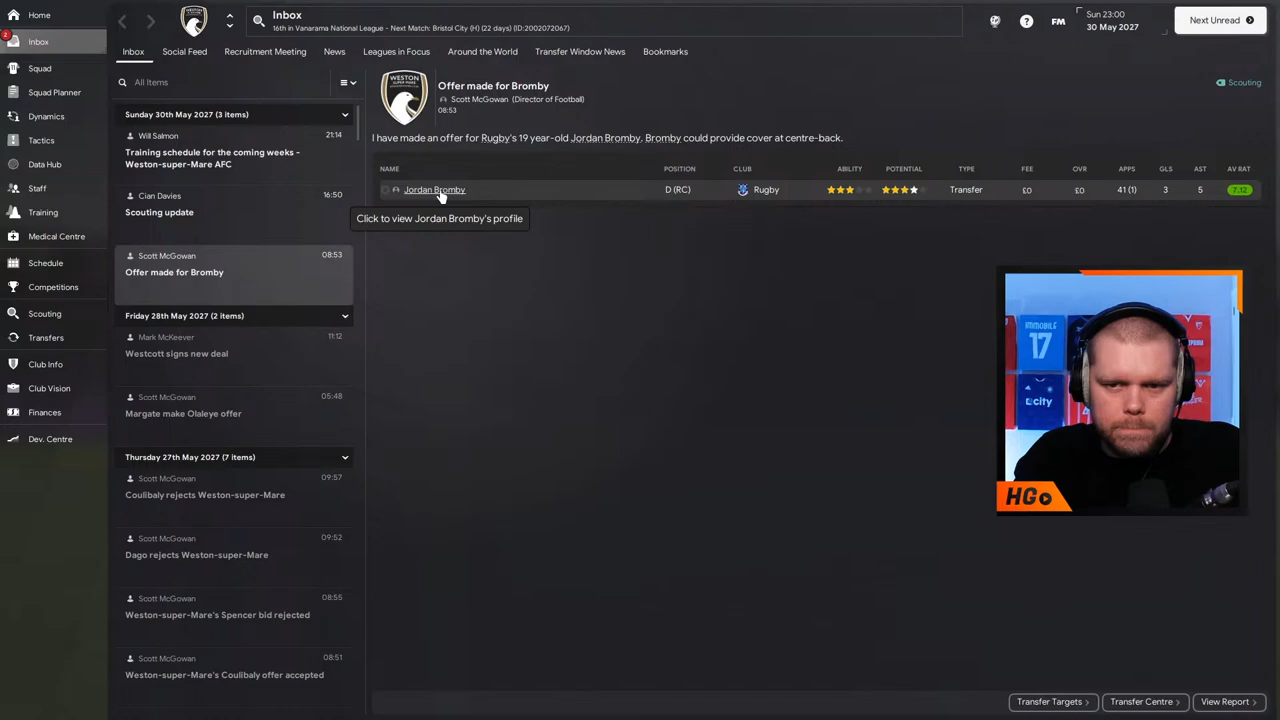 Home
Inbox
16th in Vanarama National League - Next Match: Bristol City (H) (22 days) (ID:2002072067)
FM
Sun 23:00
30 May 2027
Next Unread
2
Inbox
Squad
Squad Planner
Dynamics
Tactics
Data Hub
Staff
Training
Medical Centre
Schedule
Competitions
Scouting
Transfers
Club Info
Club Vision
Finances
Dev. Centre
Inbox Social Feed Recruitment Meeting News Leagues in Focus Around the World Transfer Window News Bookmarks
All Items
Sunday 30th May 2027 (3 items)
Will Salmon 21:14
Training schedule for the coming weeks -
Weston-super-Mare AFC
Cian Davies 16:50
Scouting update
Scott McGowan 08:53
Offer made for Bromby
Friday 28th May 2027 (2 items)
Mark McKeever 11:12
Westcott signs new deal
Scott McGowan 05:48
Margate make Olaleye offer
Thursday 27th May 2027 (7 items)
Scott McGowan 09:57
Coulibaly rejects Weston-super-Mare
Scott McGowan 09:52
Dago rejects Weston-super-Mare
Scott McGowan 08:55
Weston-super-Mare's Spencer bid rejected
Scott McGowan 08:51
Weston-super-Mare's Coulibaly offer accepted
WESTON
SUPER MARE
Offer made for Bromby
Scott McGowan (Director of Football)
08:53
Scouting
I have made an offer for Rugby's 19 year-old Jordan Bromby. Bromby could provide cover at centre-back.
NAME POSITION CLUB ABILITY POTENTIAL TYPE FEE OVR APPS GLS AST AV RAT
Jordan Bromby D (RC) Rugby Transfer £0 £0 41 (1) 3 5 7.12
Click to view Jordan Bromby's profile
IMMOBILE
17
city
HGo
Transfer Targets
Transfer Centre
View Report